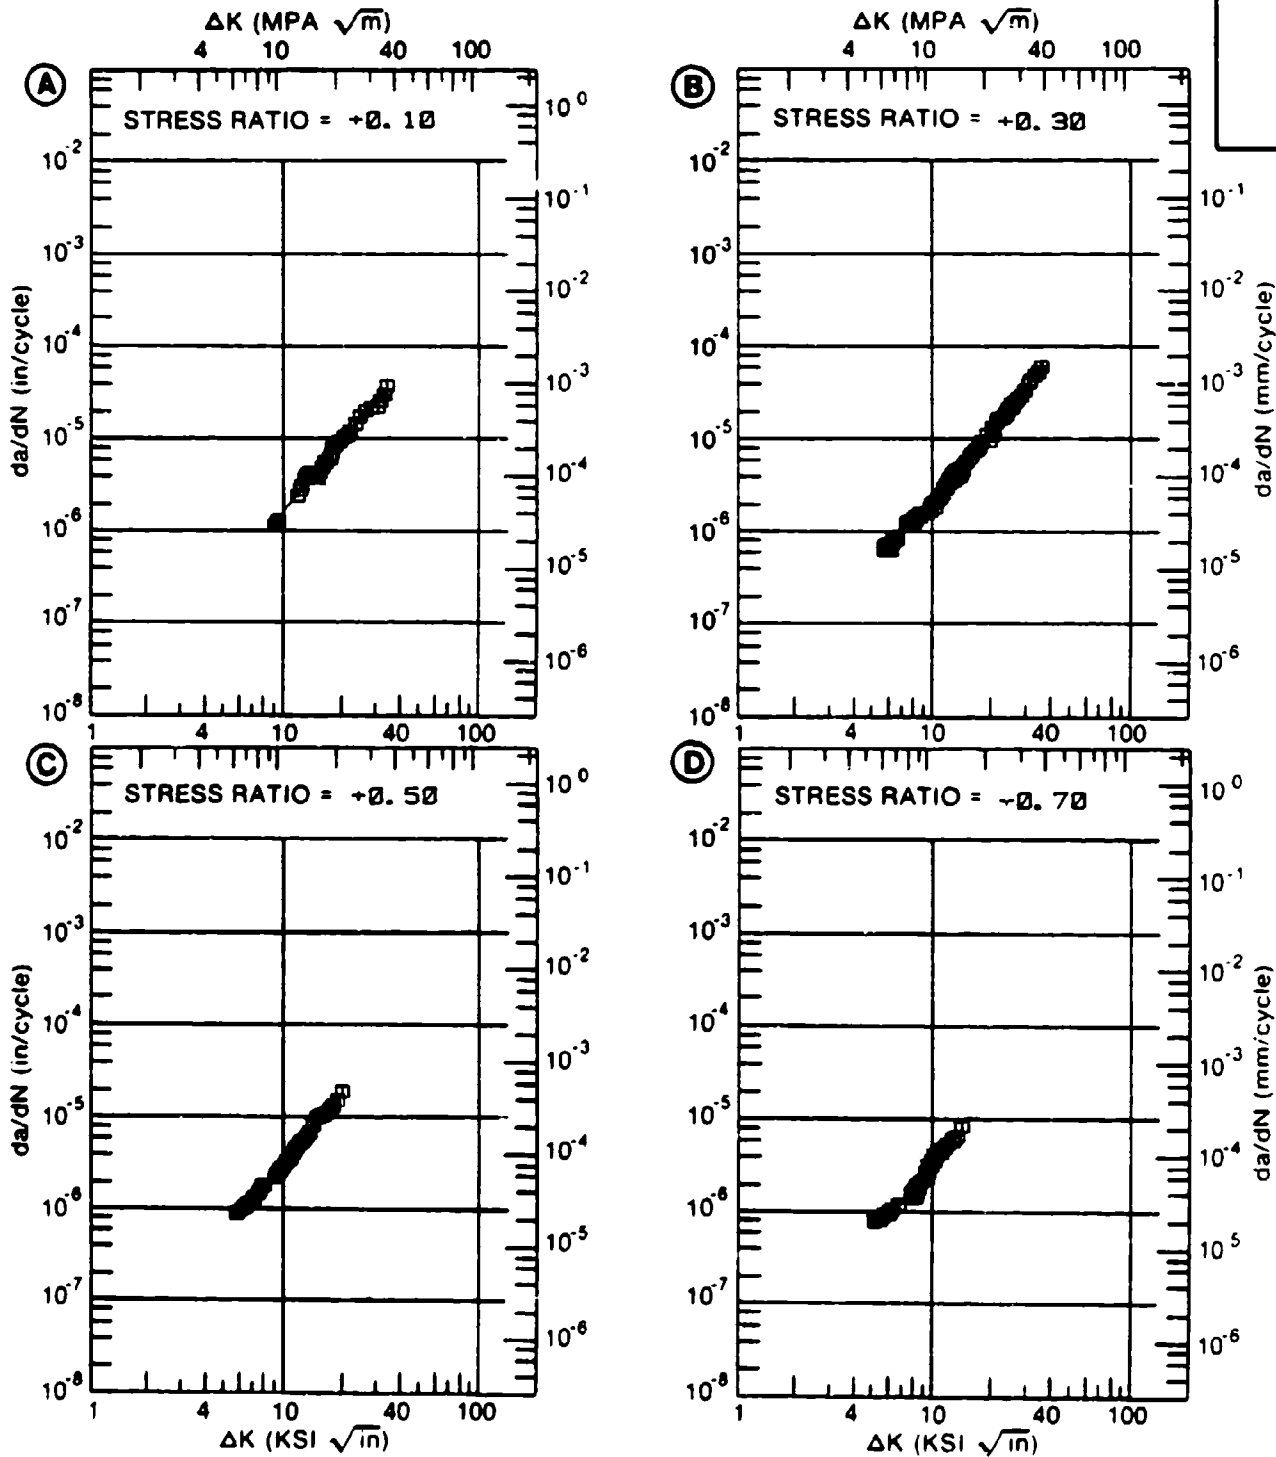 ΔK (MPA √m) ΔK (MPA √m)
4 10 40 100 4 10 40 100
A B
STRESS RATIO = +0.10 STRESS RATIO = +0.30
10⁰
10⁻² 10⁻²
10⁻¹ 10⁻¹
10⁻³ 10⁻³
10⁻² 10⁻²
10⁻⁴ 10⁻⁴
10⁻³ 10⁻³
da/dN (in/cycle) da/dN (mm/cycle)
10⁻⁵ 10⁻⁵
10⁻⁴ 10⁻⁴
10⁻⁶ 10⁻⁶
10⁻⁵ 10⁻⁵
10⁻⁷ 10⁻⁷
10⁻⁶ 10⁻⁶
10⁻⁸ 10⁻⁸
1 4 10 40 100 1 4 10 40 100
C D
STRESS RATIO = +0.50 STRESS RATIO = -0.70
10⁰ 10⁰
10⁻² 10⁻²
10⁻¹ 10⁻¹
10⁻³ 10⁻³
10⁻² 10⁻²
10⁻⁴ 10⁻⁴
10⁻³ 10⁻³
da/dN (in/cycle) da/dN (mm/cycle)
10⁻⁵ 10⁻⁵
10⁻⁴ 10⁻⁴
10⁻⁶ 10⁻⁶
10⁻⁵ 10⁻⁵
10⁻⁷ 10⁻⁷
10⁻⁶ 10⁻⁶
10⁻⁸ 10⁻⁸
1 4 10 40 100 1 4 10 40 100
ΔK (KSI √in) ΔK (KSI √in)